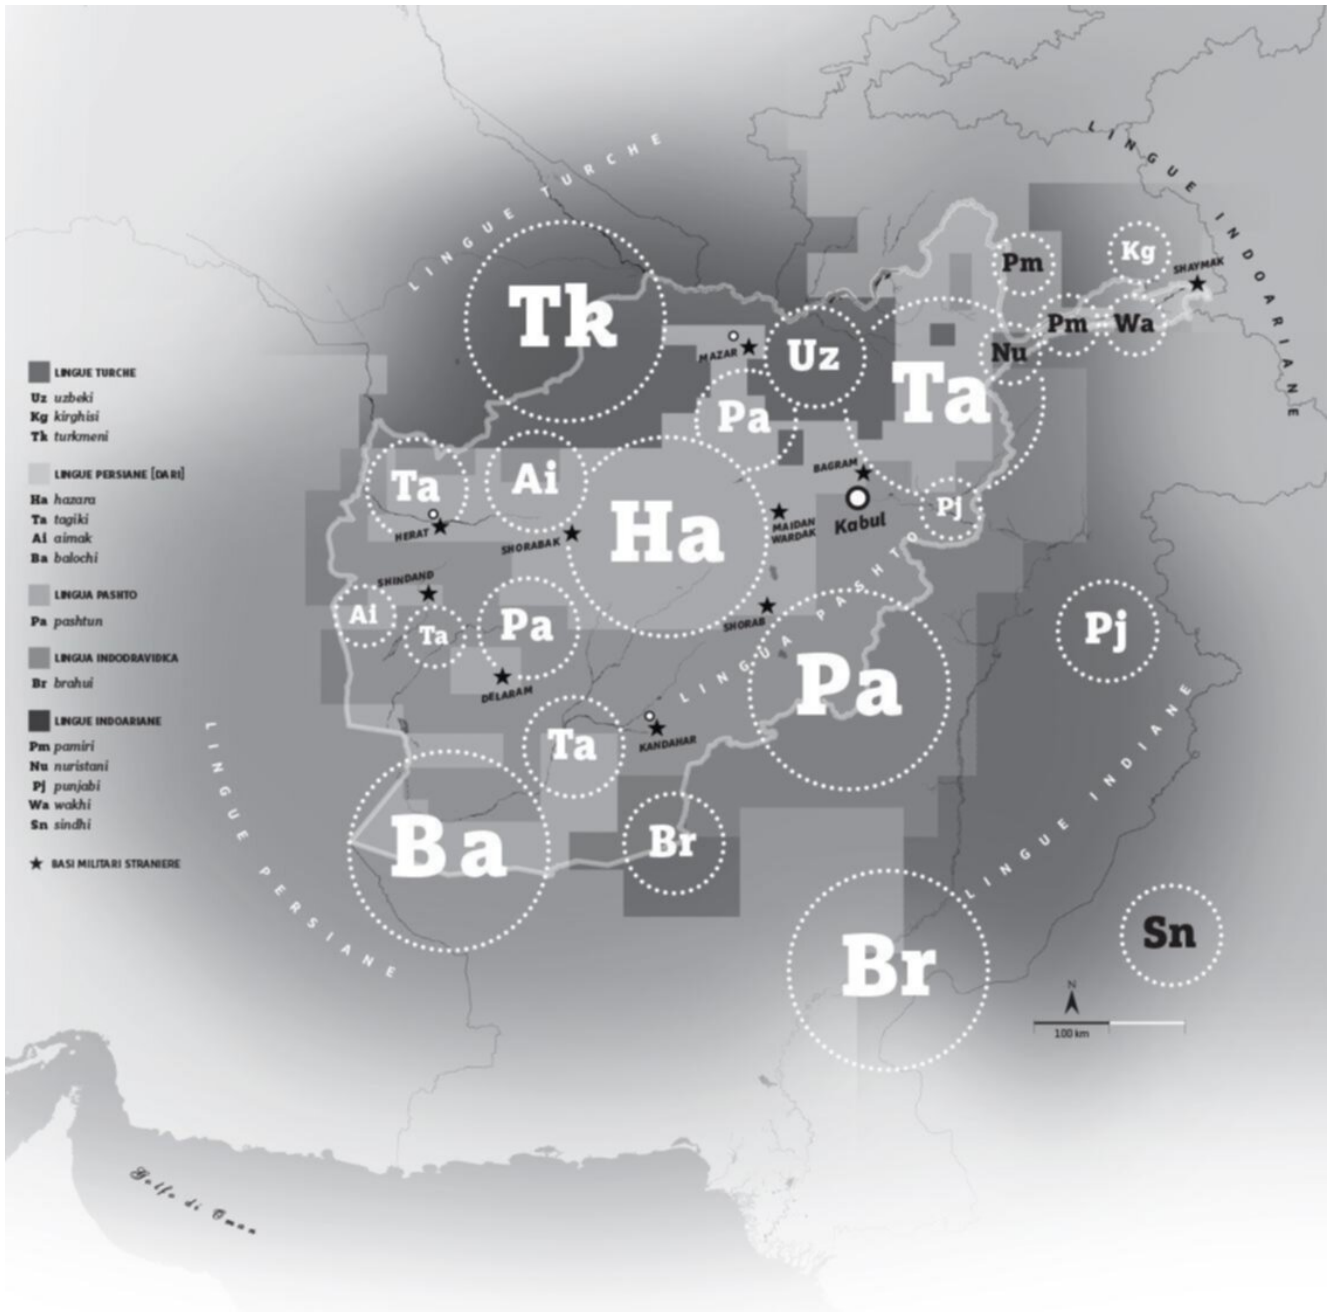 LINGUE TURCHE
LINGUE INDOARIANE
Tk
Pm
Kg
SHAYMAK
Pm
Wa
MAZAR
Uz
Nu
Ta
Pa
LINGUE TURCHE
Uz uzbeki
Kg kirghisi
Tk turkmeni
LINGUE PERSIANE [DARI]
Ha hazara
Ta tagiki
Ai aimak
Ba balochi
LINGUA PASHTO
Pa pashtun
LINGUA INDODRAVIDICA
Br brahui
LINGUE INDOARIANE
Pm pamiri
Nu nuristani
Pj punjabi
Wa wakhi
Sn sindhi
BASI MILITARI STRANIERE
Ta
Ai
BAGRAM
Ha
Pj
HERAT
SHORABAK
MAIDAN
WARDAK
Kabul
SHINDAND
Ai
Ta
Pa
SHORAB
LINGUA PASHTO
Pj
DELARAM
Pa
Ta
KANDAHAR
LINGUE PERSIANE
LINGUE INDIANE
Ba
Br
Br
Sn
N
100 km
Golfo di Oman